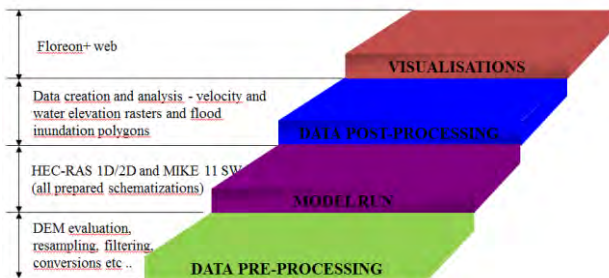 Floreon+ web
VISUALISATIONS
Data creation and analysis - velocity and
water elevation rasters and flood
inundation polygons
DATA POST-PROCESSING
HEC-RAS 1D/2D and MIKE 11 SW
(all prepared schematizations)
MODEL RUN
DEM evaluation,
resampling, filtering,
conversions etc ..
DATA PRE-PROCESSING